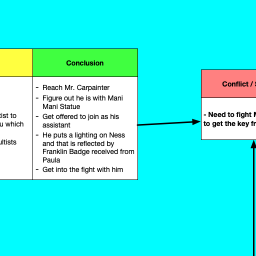 Conclusion
- Reach Mr. Carpainter
- Figure out he is with Mani
Mani Statue
- Get offered to join as his
assistant
- He puts a lighting on Ness
and that is reflected by
Franklin Badge received from
Paula
- Get into the fight with him
tist to
u which
ultists
Conflict /
- Need to fight
to get the key